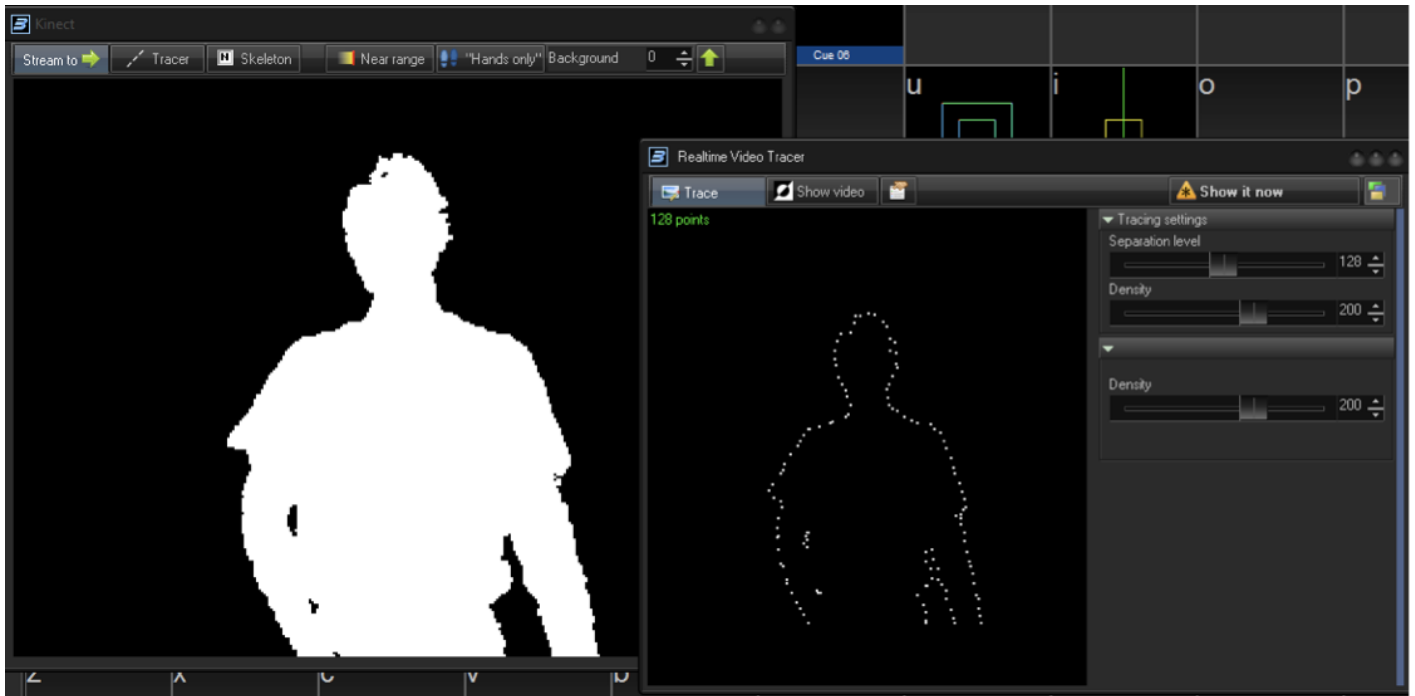 Kinect
Stream to
Tracer
Skeleton
Near range
"Hands only"
Background
0
Cue 06
u
i
o
p
Realtime Video Tracer
Trace
Show video
Show it now
128 points
Tracing settings
Separation level
128
Density
200
Density
200
z
x
c
v
b